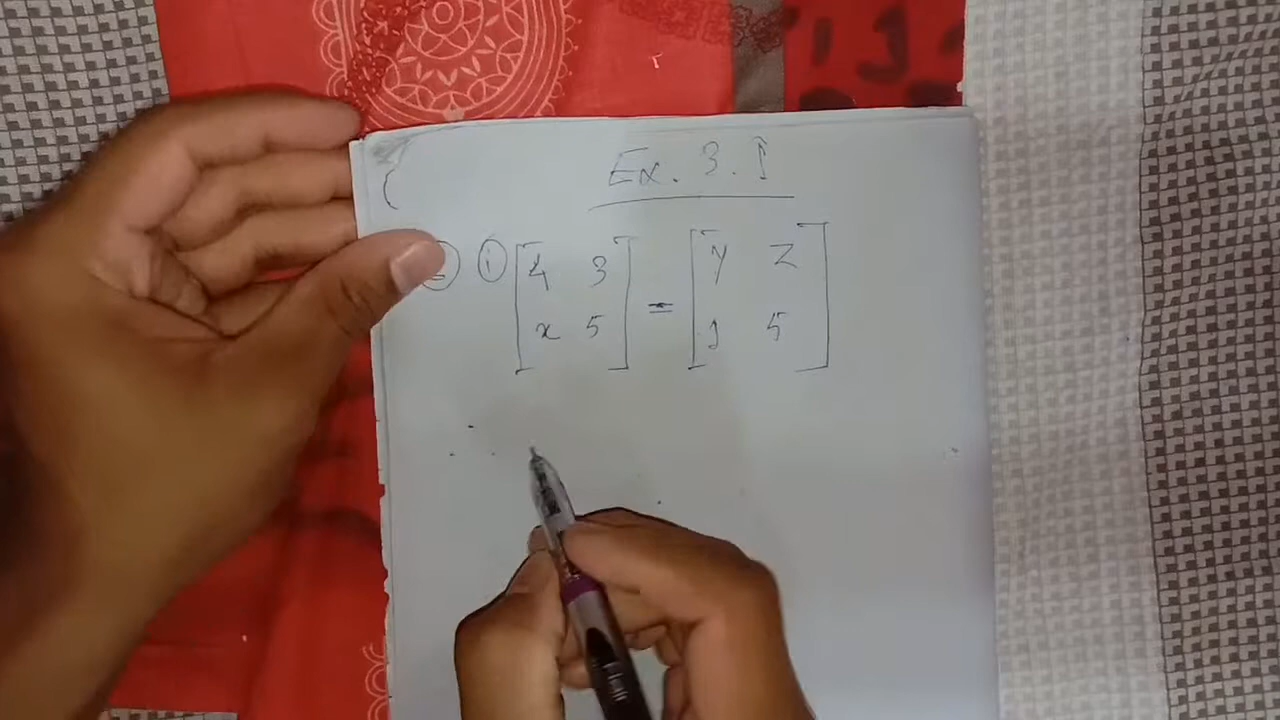 Ex. 3.1
(i) [4 3] = [y z]
[x 5] [1 5]